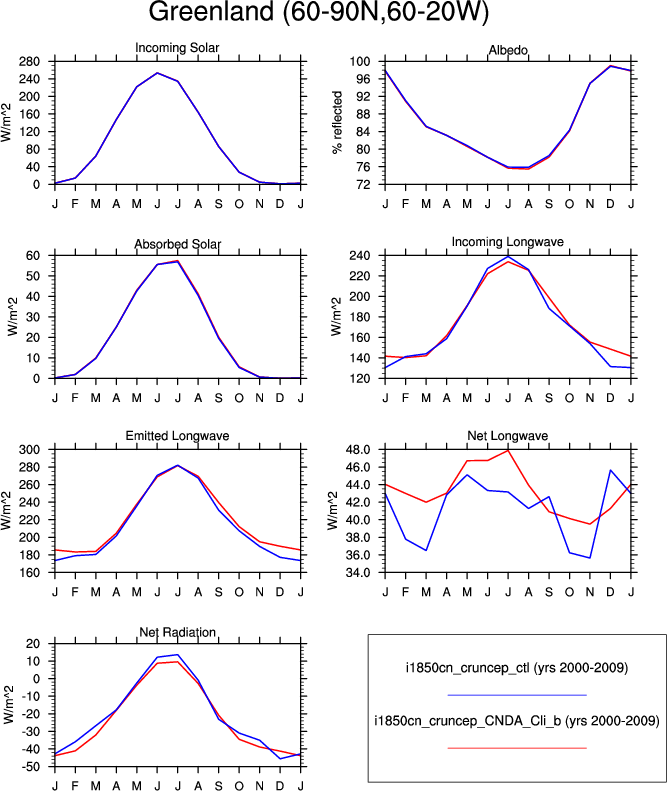 Greenland (60-90N,60-20W)
Incoming Solar
W/m^2
280
240
200
160
120
80
40
0
J F M A M J J A S O N D J
Albedo
% reflected
100
96
92
88
84
80
76
72
J F M A M J J A S O N D J
Absorbed Solar
W/m^2
60
50
40
30
20
10
0
J F M A M J J A S O N D J
Incoming Longwave
W/m^2
240
220
200
180
160
140
120
J F M A M J J A S O N D J
Emitted Longwave
W/m^2
300
280
260
240
220
200
180
160
J F M A M J J A S O N D J
Net Longwave
W/m^2
48.0
46.0
44.0
42.0
40.0
38.0
36.0
34.0
J F M A M J J A S O N D J
Net Radiation
W/m^2
20
10
0
-10
-20
-30
-40
-50
J F M A M J J A S O N D J
i1850cn_cruncep_ctl (yrs 2000-2009)
i1850cn_cruncep_CNDA_Cli_b (yrs 2000-2009)